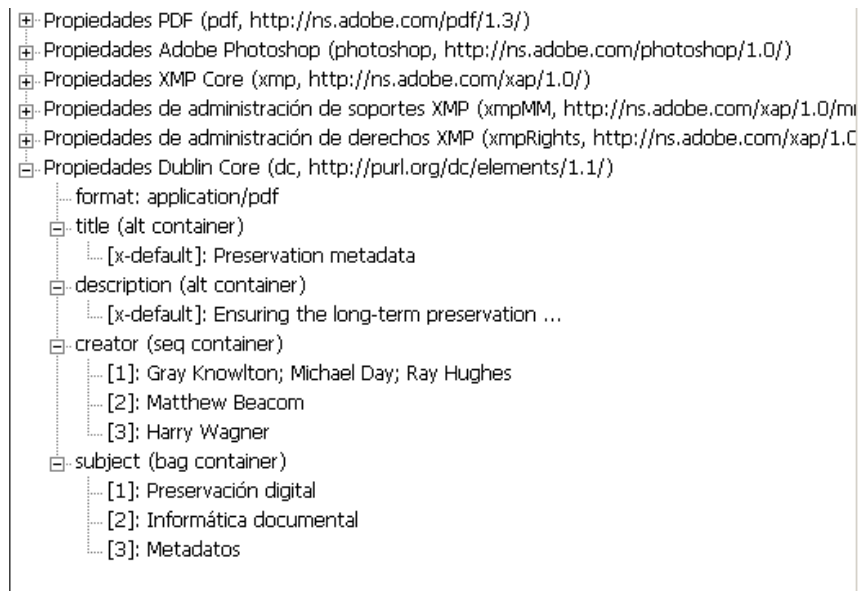 Propiedades PDF (pdf, http://ns.adobe.com/pdf/1.3/)
Propiedades Adobe Photoshop (photoshop, http://ns.adobe.com/photoshop/1.0/)
Propiedades XMP Core (xmp, http://ns.adobe.com/xap/1.0/)
Propiedades de administración de soportes XMP (xmpMM, http://ns.adobe.com/xap/1.0/m
Propiedades de administración de derechos XMP (xmpRights, http://ns.adobe.com/xap/1.0
Propiedades Dublin Core (dc, http://purl.org/dc/elements/1.1/)
format: application/pdf
title (alt container)
[x-default]: Preservation metadata
description (alt container)
[x-default]: Ensuring the long-term preservation ...
creator (seq container)
[1]: Gray Knowlton; Michael Day; Ray Hughes
[2]: Matthew Beacom
[3]: Harry Wagner
subject (bag container)
[1]: Preservación digital
[2]: Informática documental
[3]: Metadatos